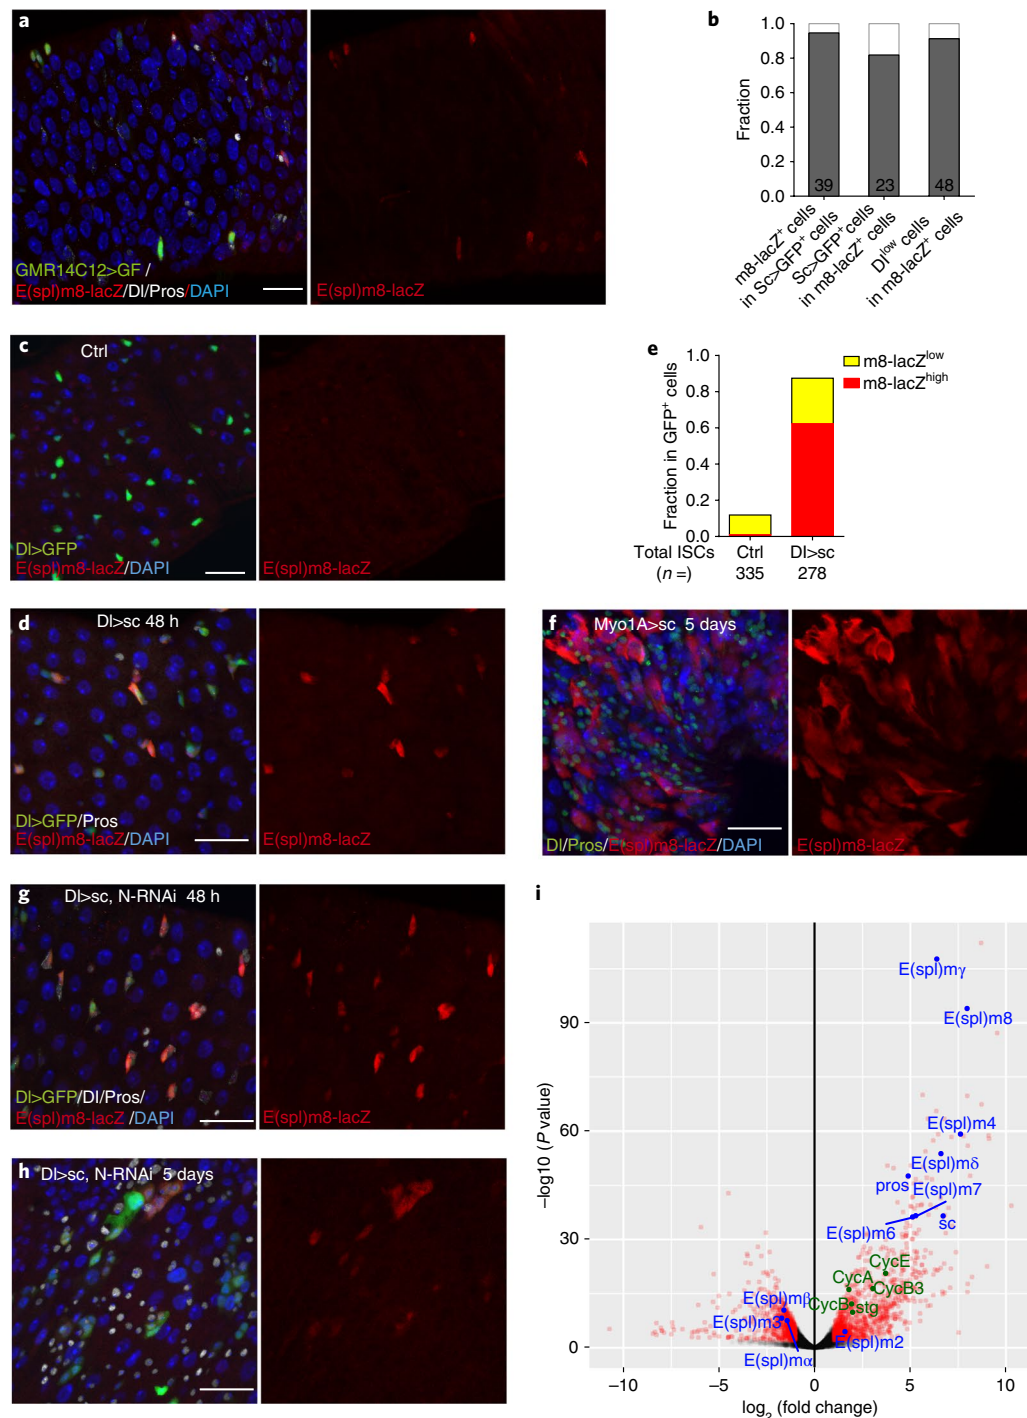 a
GMR14C12>GF /
E(spl)m8-lacZ/Dl/Pros/DAPI
E(spl)m8-lacZ
b
Fraction
1.0
0.8
0.6
0.4
0.2
0.0
39
23
48
m8-lacZ+ cells
in Sc>GFP+ cells
Sc>GFP+cells
in m8-lacZ+ cells
Dllow cells
in m8-lacZ+ cells
c
Ctrl
Dl>GFP
E(spl)m8-lacZ/DAPI
E(spl)m8-lacZ
e
Fraction in GFP+ cells
1.0
0.8
0.6
0.4
0.2
0.0
m8-lacZlow
m8-lacZhigh
Total ISCs Ctrl Dl>sc
(n =) 335 278
d
Dl>sc 48 h
Dl>GFP/Pros
E(spl)m8-lacZ/DAPI
E(spl)m8-lacZ
f
Myo1A>sc 5 days
Dl/Pros/E(spl)m8-lacZ/DAPI
E(spl)m8-lacZ
g
Dl>sc, N-RNAi 48 h
Dl>GFP/Dl/Pros/
E(spl)m8-lacZ /DAPI
E(spl)m8-lacZ
h
Dl>sc, N-RNAi 5 days
i
−log10 (P value)
90
60
30
0
E(spl)mγ
E(spl)m8
E(spl)m4
E(spl)mδ
pros
E(spl)m7
E(spl)m6
sc
CycE
CycA
CycB3
CycB
stg
E(spl)mβ
E(spl)m3
E(spl)m2
E(spl)mα
−10
−5
0
5
10
log2 (fold change)